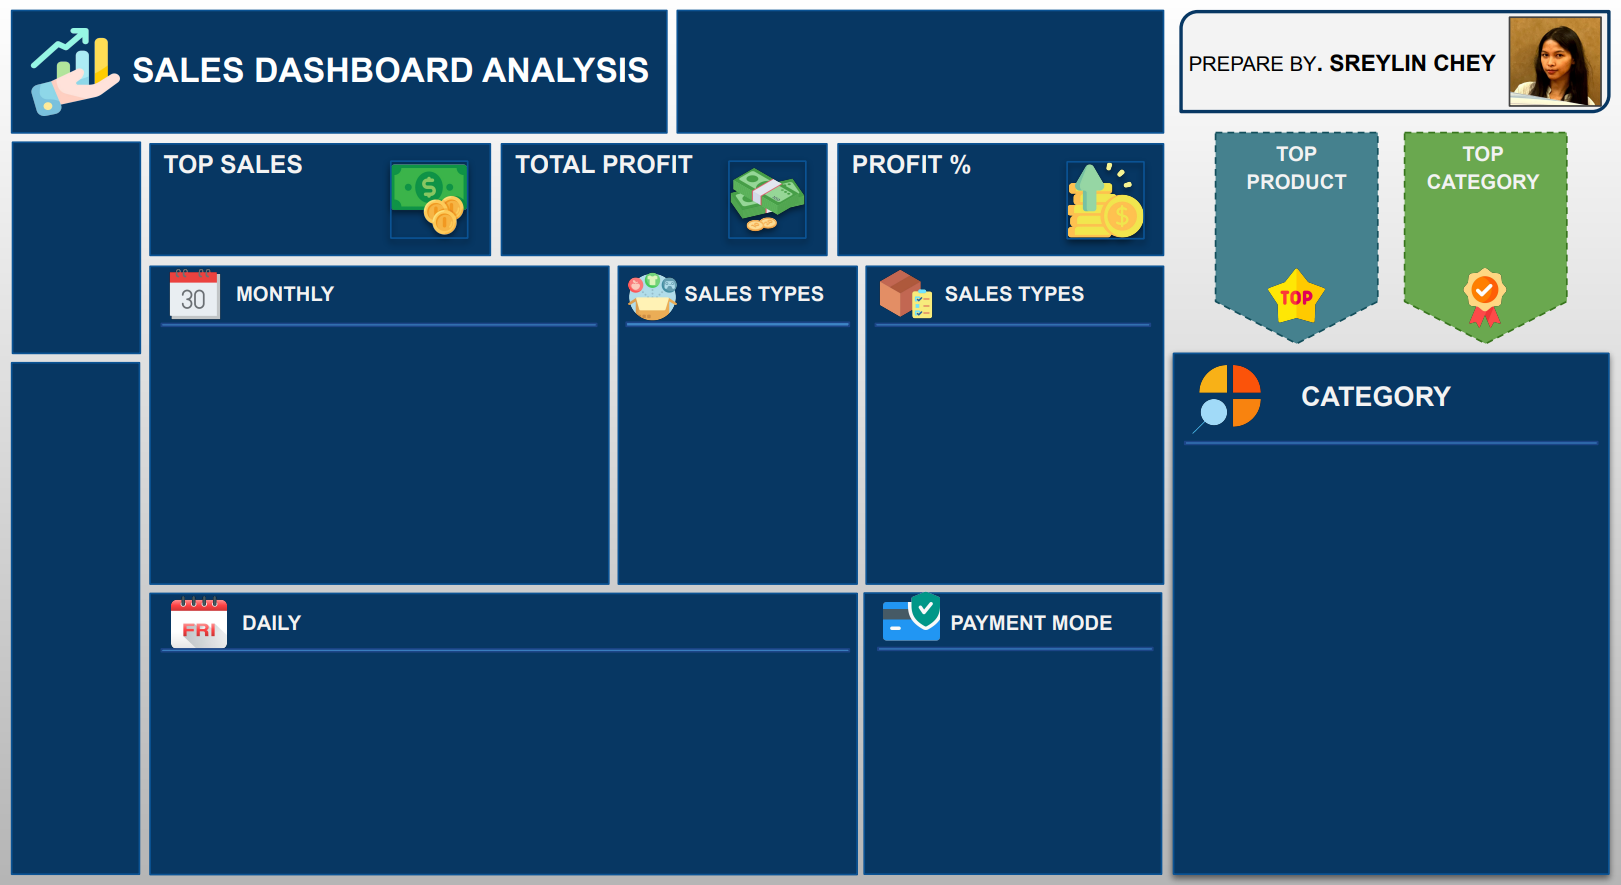 SALES DASHBOARD ANALYSIS
PREPARE BY. SREYLIN CHEY
TOP SALES
TOTAL PROFIT
PROFIT %
TOP
PRODUCT
TOP
TOP
CATEGORY
30
MONTHLY
SALES TYPES
SALES TYPES
CATEGORY
FRI
DAILY
PAYMENT MODE